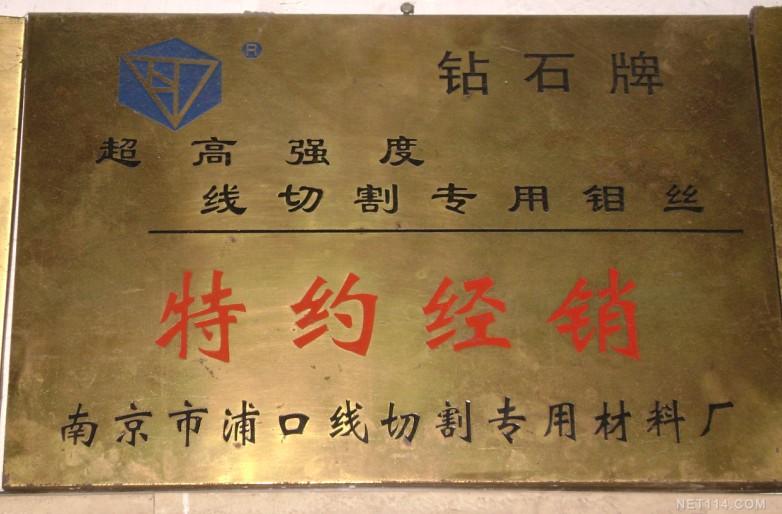 ® 钻石牌
超高强度
线切割专用钼丝
特约经销
南京市浦口线切割专用材料厂
NET114.COM